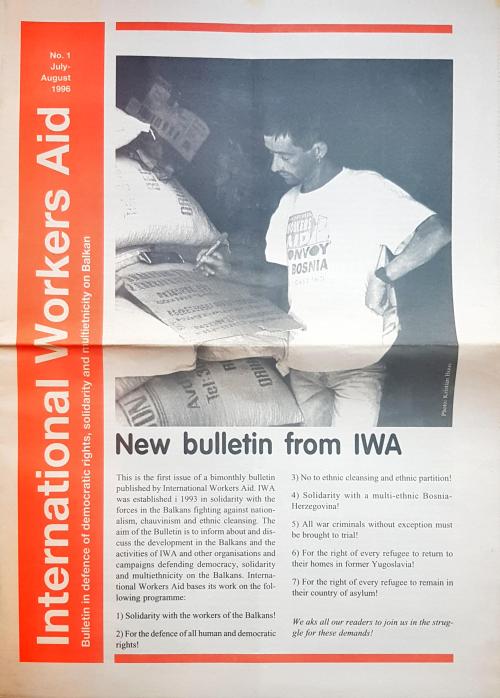 No. 1
July-
August
1996
International Workers Aid
Bulletin in defence of democratic rights, solidarity and multietnicity on Balkan
WORKERS
AID
CONVOY
BOSNIA
Photo: Kristian Buus
New bulletin from IWA
This is the first issue of a bimonthly bulletin
published by International Workers Aid. IWA
was established i 1993 in solidarity with the
forces in the Balkans fighting against nation-
alism, chauvinism and ethnic cleansing. The
aim of the Bulletin is to inform about and dis-
cuss the development in the Balkans and the
activities of IWA and other organisations and
campaigns defending democracy, solidarity
and multiethnicity on the Balkans. Interna-
tional Workers Aid bases its work on the fol-
lowing programme:
1) Solidarity with the workers of the Balkans!
2) For the defence of all human and democratic
rights!
3) No to ethnic cleansing and ethnic partition!
4) Solidarity with a multi-ethnic Bosnia-
Herzegovina!
5) All war criminals without exception must
be brought to trial!
6) For the right of every refugee to return to
their homes in former Yugoslavia!
7) For the right of every refugee to remain in
their country of asylum!
We aks all our readers to join us in the strug-
gle for these demands!